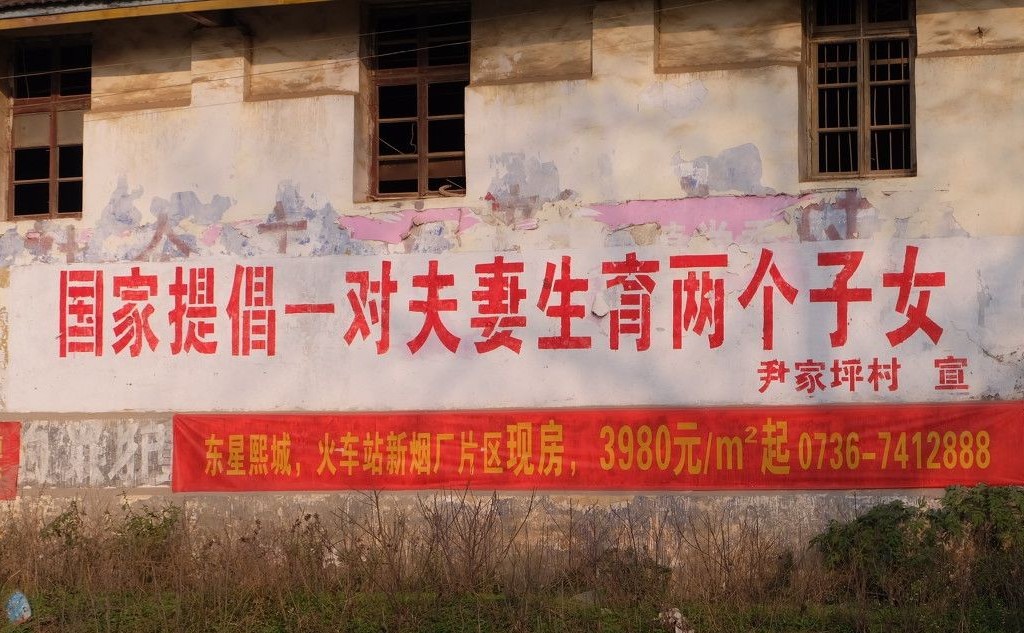 国家提倡一对夫妻生育两个子女
尹家坪村 宣
东星熙城，火车站新烟厂片区现房，3980元/m²起 0736-7412888